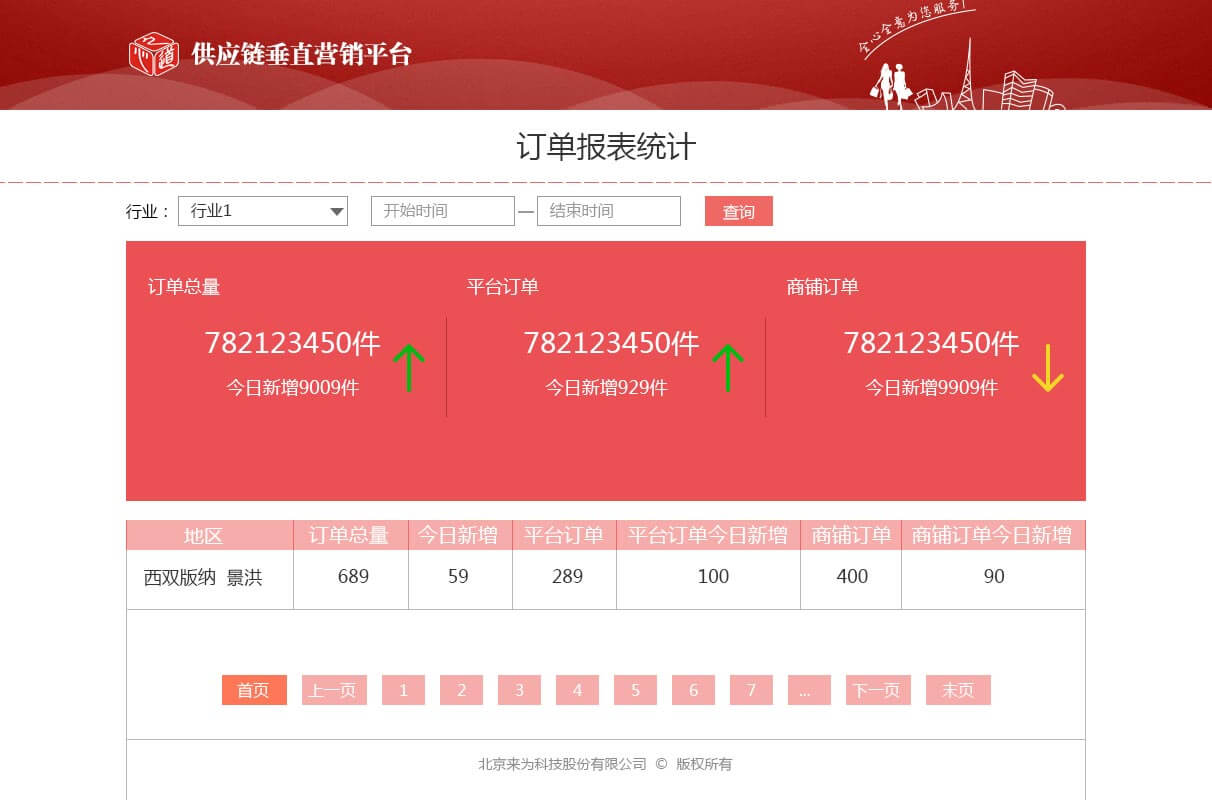 全心全意为您服务！
供应链垂直营销平台
订单报表统计
行业： 行业1 开始时间 — 结束时间 查询
订单总量 平台订单 商铺订单
782123450件 782123450件 782123450件
今日新增9009件 今日新增929件 今日新增9909件
地区 订单总量 今日新增 平台订单 平台订单今日新增 商铺订单 商铺订单今日新增
西双版纳 景洪 689 59 289 100 400 90
首页 上一页 1 2 3 4 5 6 7 ... 下一页 末页
北京来为科技股份有限公司 © 版权所有